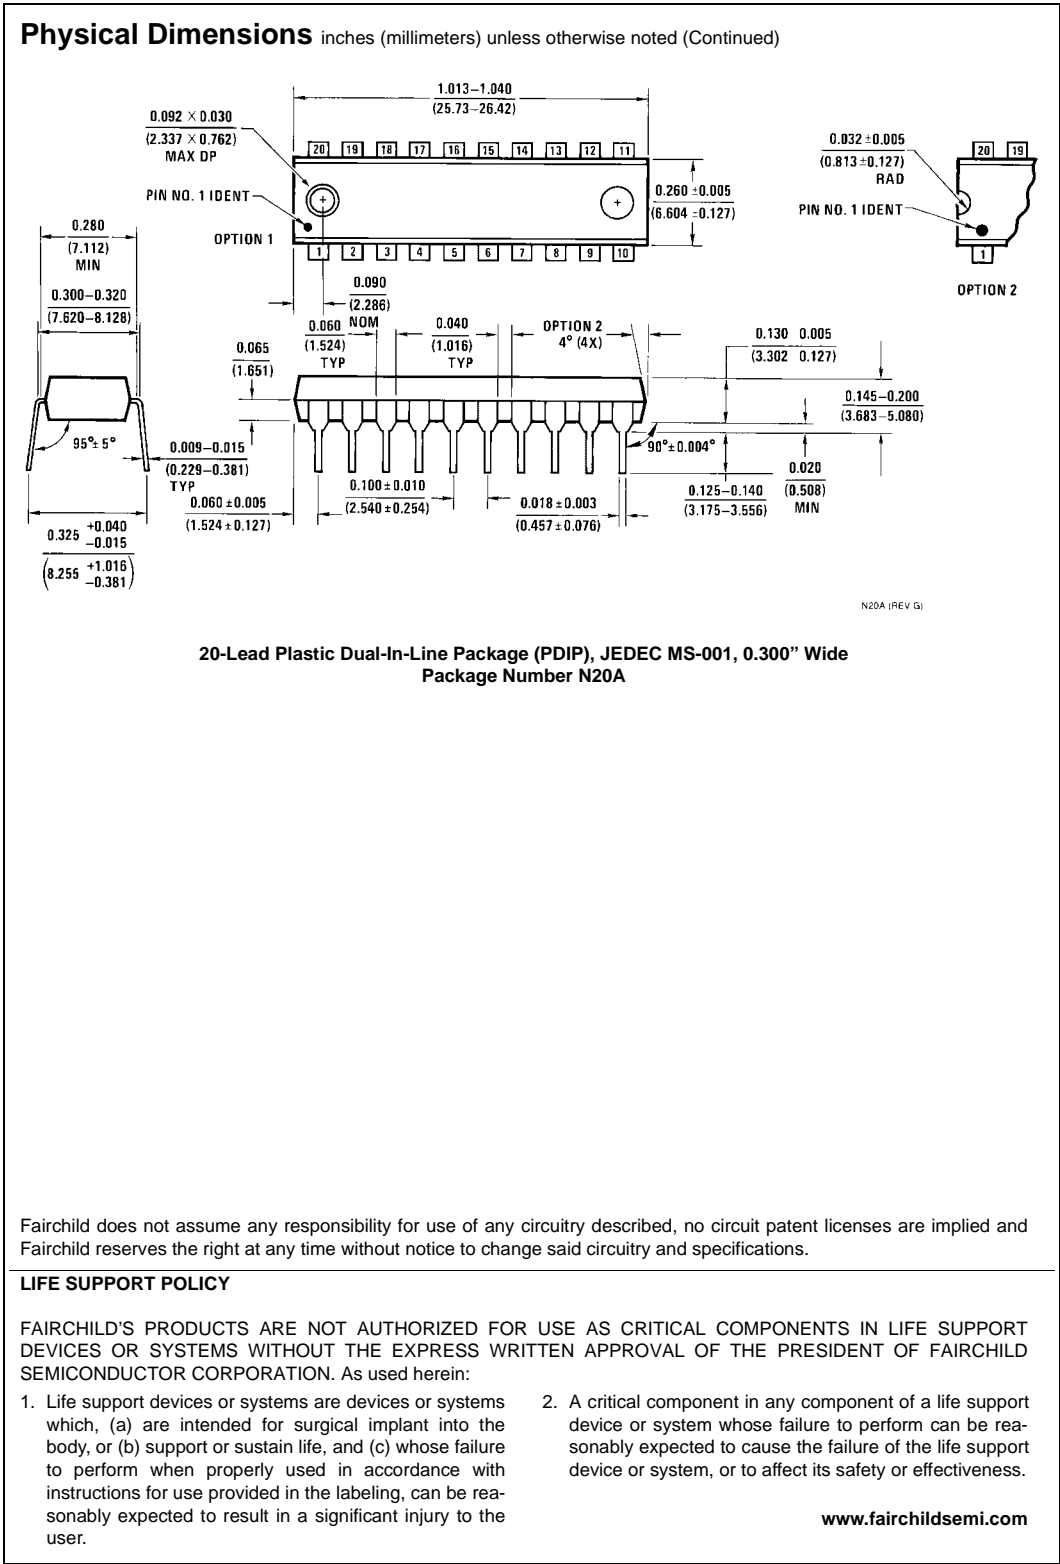 Physical Dimensions inches (millimeters) unless otherwise noted (Continued)
1.013–1.040
(25.73–26.42)
0.092 × 0.030
(2.337 × 0.762)
MAX DP
20 19 18 17 16 15 14 13 12 11
0.032 ±0.005
(0.813 ±0.127)
RAD
20 19
PIN NO. 1 IDENT
0.260 ±0.005
(6.604 ±0.127)
PIN NO. 1 IDENT
OPTION 1
1 2 3 4 5 6 7 8 9 10
1
OPTION 2
0.280
(7.112)
MIN
0.090
(2.286)
NOM
0.300–0.320
(7.620–8.128)
0.060
(1.524)
TYP
0.040
(1.016)
TYP
OPTION 2
4° (4X)
0.130 0.005
(3.302 0.127)
0.065
(1.651)
0.145–0.200
(3.683–5.080)
95°± 5°
90°±0.004°
0.009–0.015
(0.229–0.381)
TYP
0.020
(0.508)
MIN
0.100 ±0.010
(2.540 ±0.254)
0.125–0.140
(3.175–3.556)
0.060 ±0.005
(1.524 ±0.127)
0.018 ±0.003
(0.457 ±0.076)
0.325 +0.040
–0.015
(8.255 +1.016
–0.381)
N20A (REV G)
20-Lead Plastic Dual-In-Line Package (PDIP), JEDEC MS-001, 0.300” Wide
Package Number N20A
Fairchild does not assume any responsibility for use of any circuitry described, no circuit patent licenses are implied and
Fairchild reserves the right at any time without notice to change said circuitry and specifications.
LIFE SUPPORT POLICY
FAIRCHILD’S PRODUCTS ARE NOT AUTHORIZED FOR USE AS CRITICAL COMPONENTS IN LIFE SUPPORT
DEVICES OR SYSTEMS WITHOUT THE EXPRESS WRITTEN APPROVAL OF THE PRESIDENT OF FAIRCHILD
SEMICONDUCTOR CORPORATION. As used herein:
1. Life support devices or systems are devices or systems
which, (a) are intended for surgical implant into the
body, or (b) support or sustain life, and (c) whose failure
to perform when properly used in accordance with
instructions for use provided in the labeling, can be rea-
sonably expected to result in a significant injury to the
user.
2. A critical component in any component of a life support
device or system whose failure to perform can be rea-
sonably expected to cause the failure of the life support
device or system, or to affect its safety or effectiveness.
www.fairchildsemi.com